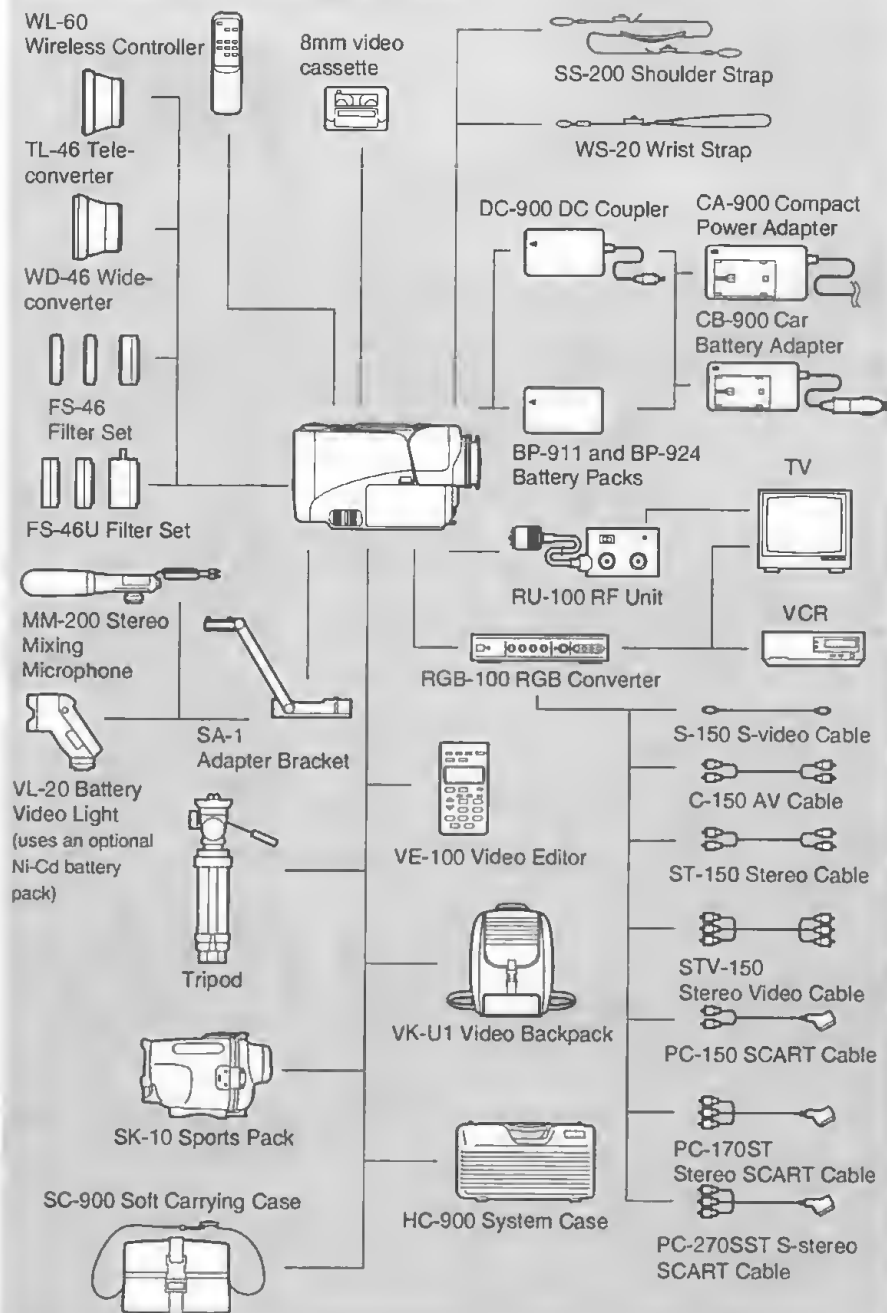 WL-60
Wireless Controller
8mm video
cassette
SS-200 Shoulder Strap
TL-46 Tele-
converter
WS-20 Wrist Strap
DC-900 DC Coupler
CA-900 Compact
Power Adapter
WD-46 Wide-
converter
CB-900 Car
Battery Adapter
FS-46
Filter Set
BP-911 and BP-924
Battery Packs
TV
FS-46U Filter Set
RU-100 RF Unit
MM-200 Stereo
Mixing
Microphone
VCR
RGB-100 RGB Converter
SA-1
Adapter Bracket
S-150 S-video Cable
VL-20 Battery
Video Light
(uses an optional
Ni-Cd battery
pack)
C-150 AV Cable
VE-100 Video Editor
ST-150 Stereo Cable
Tripod
STV-150
Stereo Video Cable
VK-U1 Video Backpack
PC-150 SCART Cable
SK-10 Sports Pack
PC-170ST
Stereo SCART Cable
SC-900 Soft Carrying Case
HC-900 System Case
PC-270SST S-stereo
SCART Cable